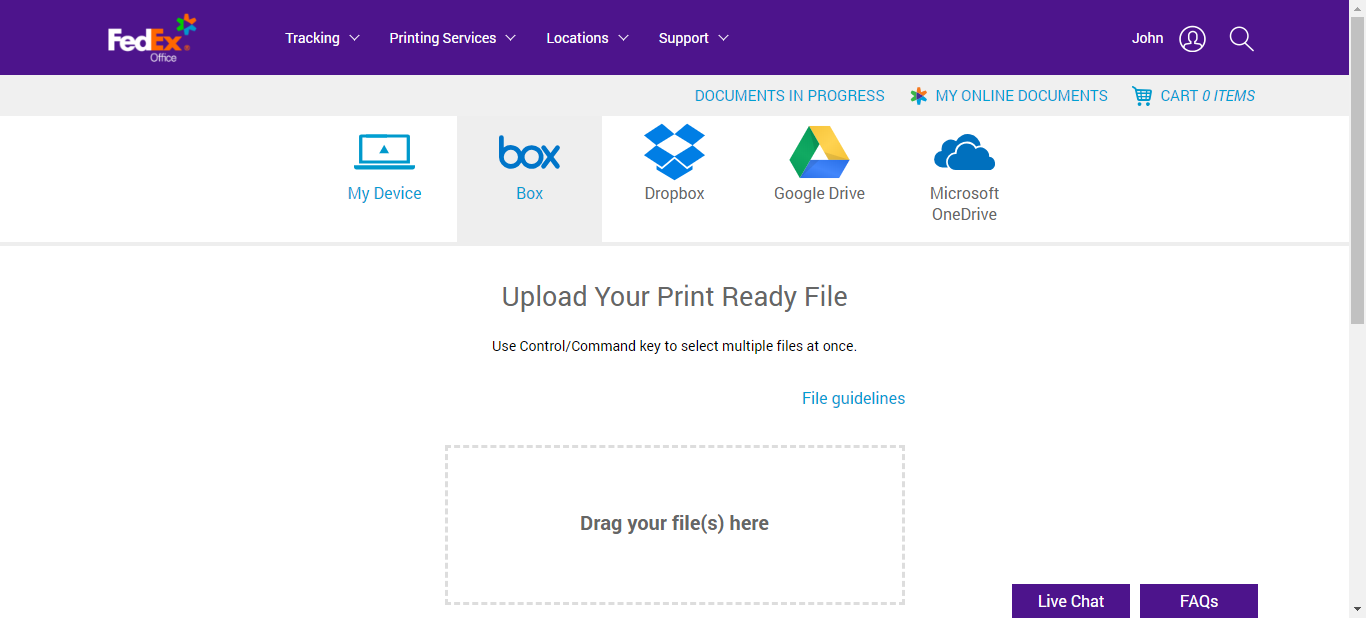 FedEx
Office
Tracking
Printing Services
Locations
Support
John
DOCUMENTS IN PROGRESS
MY ONLINE DOCUMENTS
CART 0 ITEMS
My Device
box
Box
Dropbox
Google Drive
Microsoft
OneDrive
Upload Your Print Ready File
Use Control/Command key to select multiple files at once.
File guidelines
Drag your file(s) here
Live Chat
FAQs